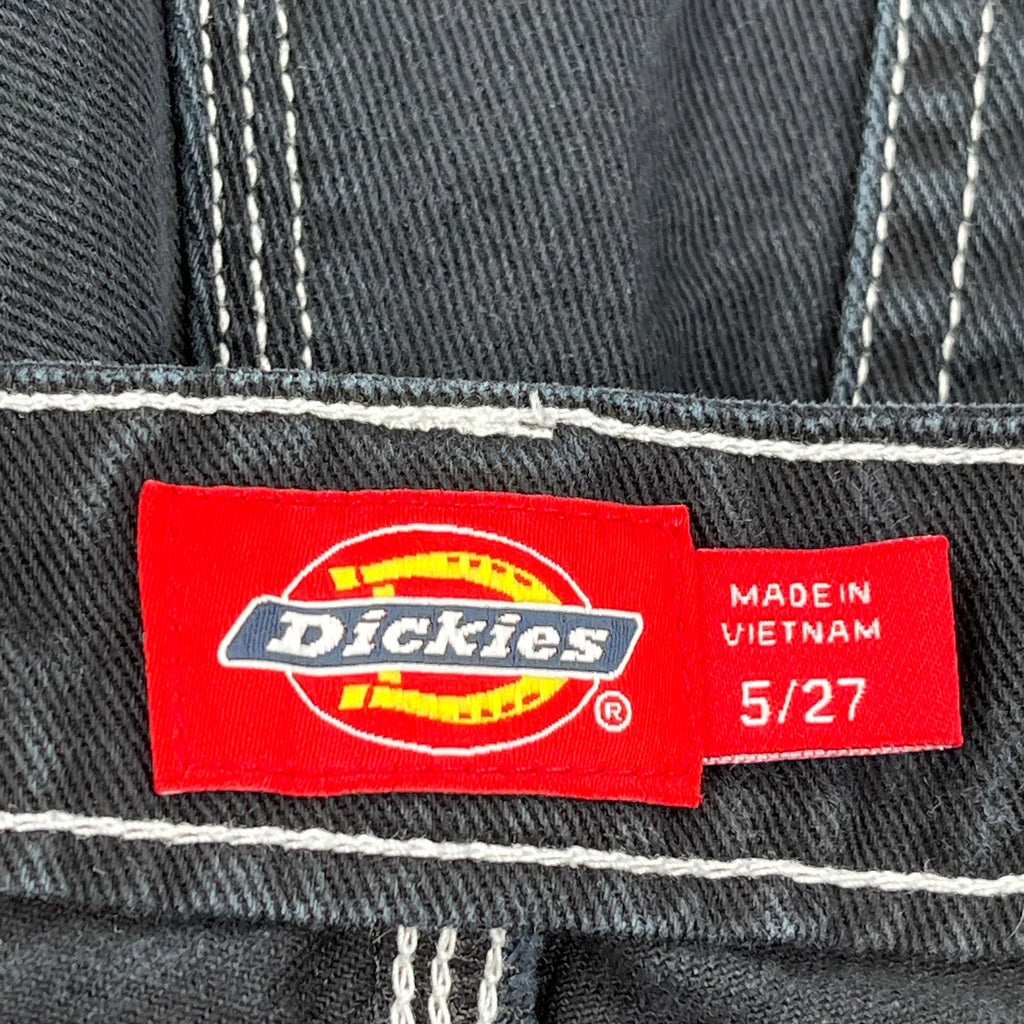 Dickies
®
MADE IN
VIETNAM
5/27